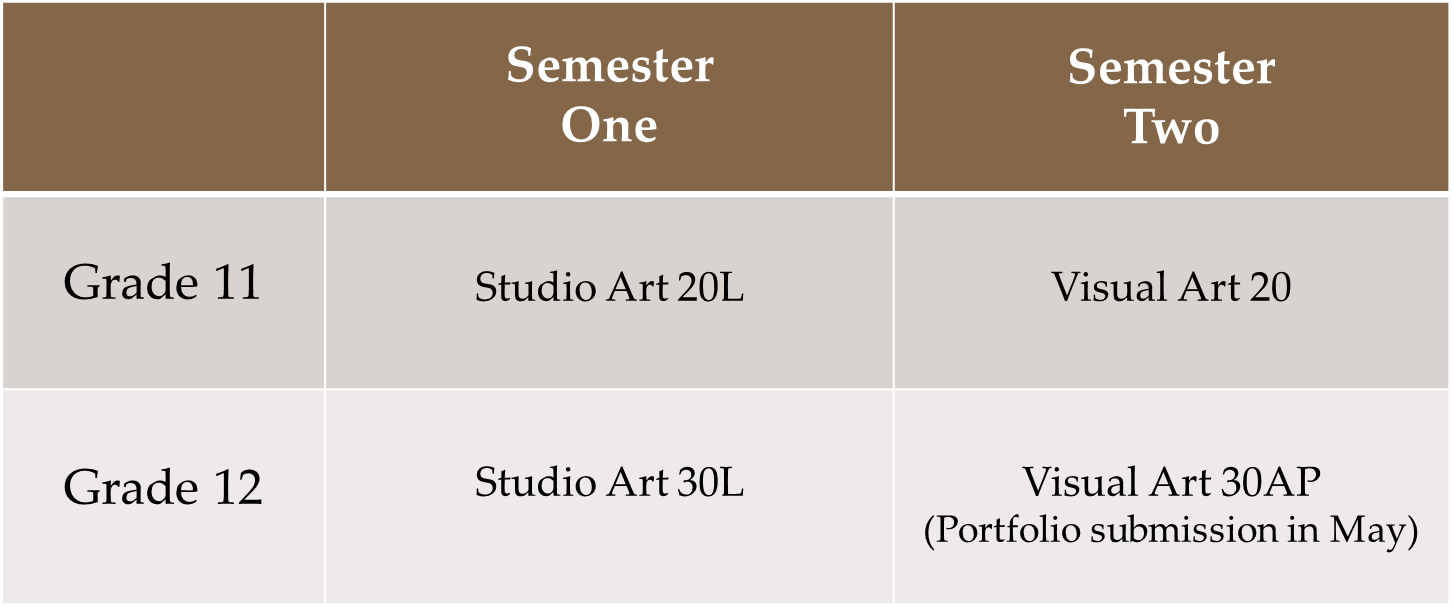 Semester
One
Semester
Two
Grade 11
Studio Art 20L
Visual Art 20
Grade 12
Studio Art 30L
Visual Art 30AP
(Portfolio submission in May)